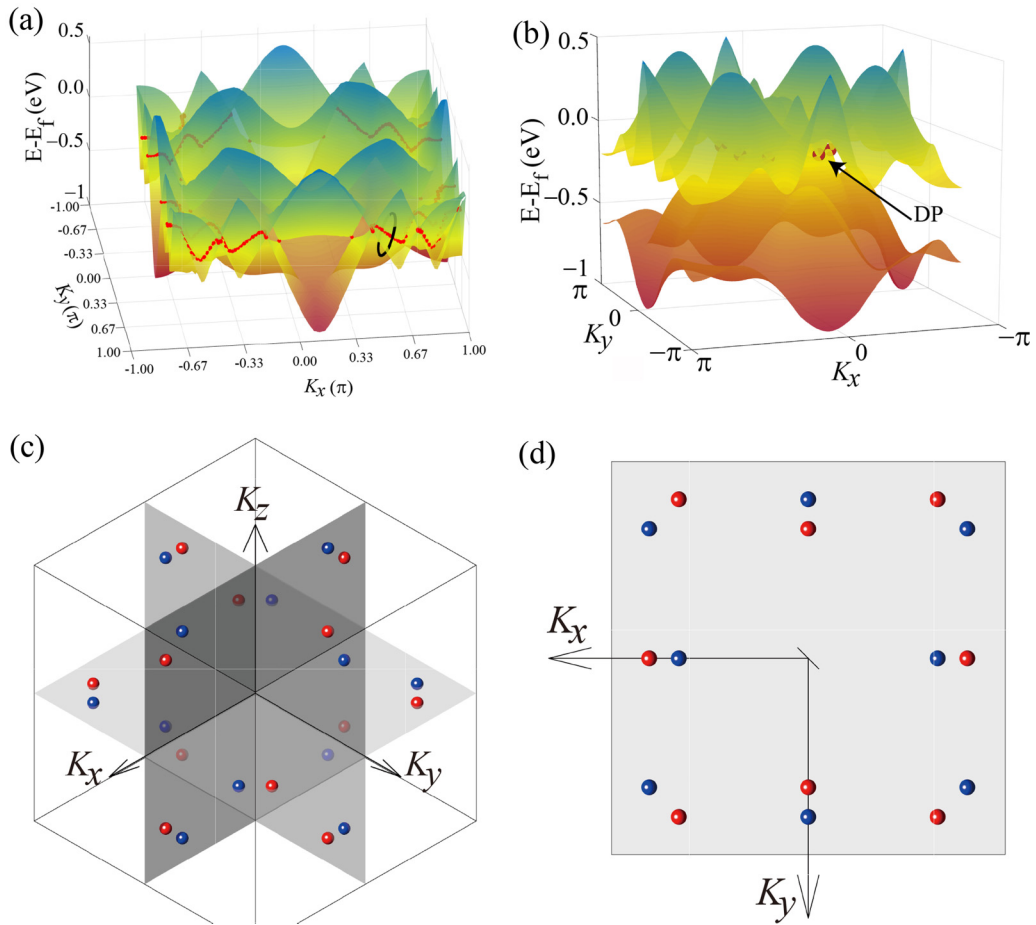 (a)
0.5
0.0
-0.5
-1
E-E_f (eV)
-1.00
-0.67
-0.33
0.00
0.33
0.67
1.00
K_y (π)
-1.00
-0.67
-0.33
0.00
0.33
0.67
1.00
K_x (π)
(b)
0.5
0.0
-0.5
-1
E-E_f (eV)
DP
π
0
-π
K_y
π
0
-π
K_x
(c)
K_z
K_x
K_y
(d)
K_x
K_y